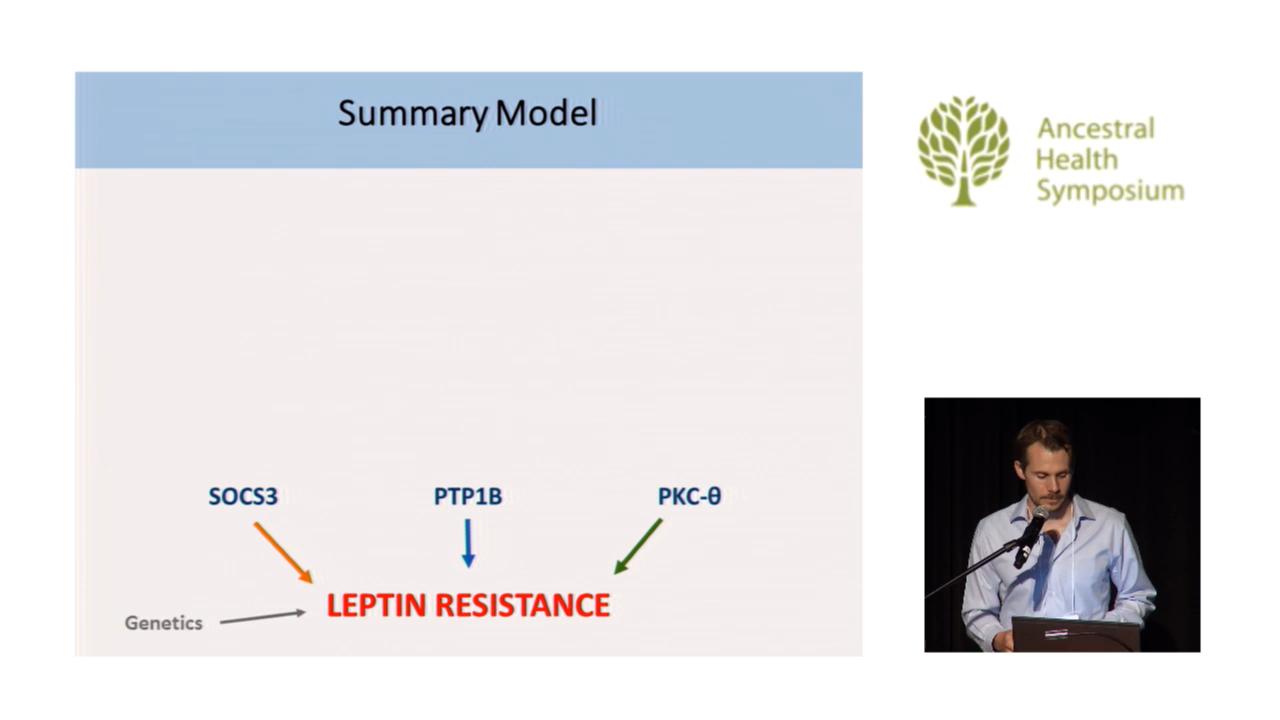 Summary Model
Ancestral
Health
Symposium
SOCS3
PTP1B
PKC-θ
Genetics
LEPTIN RESISTANCE